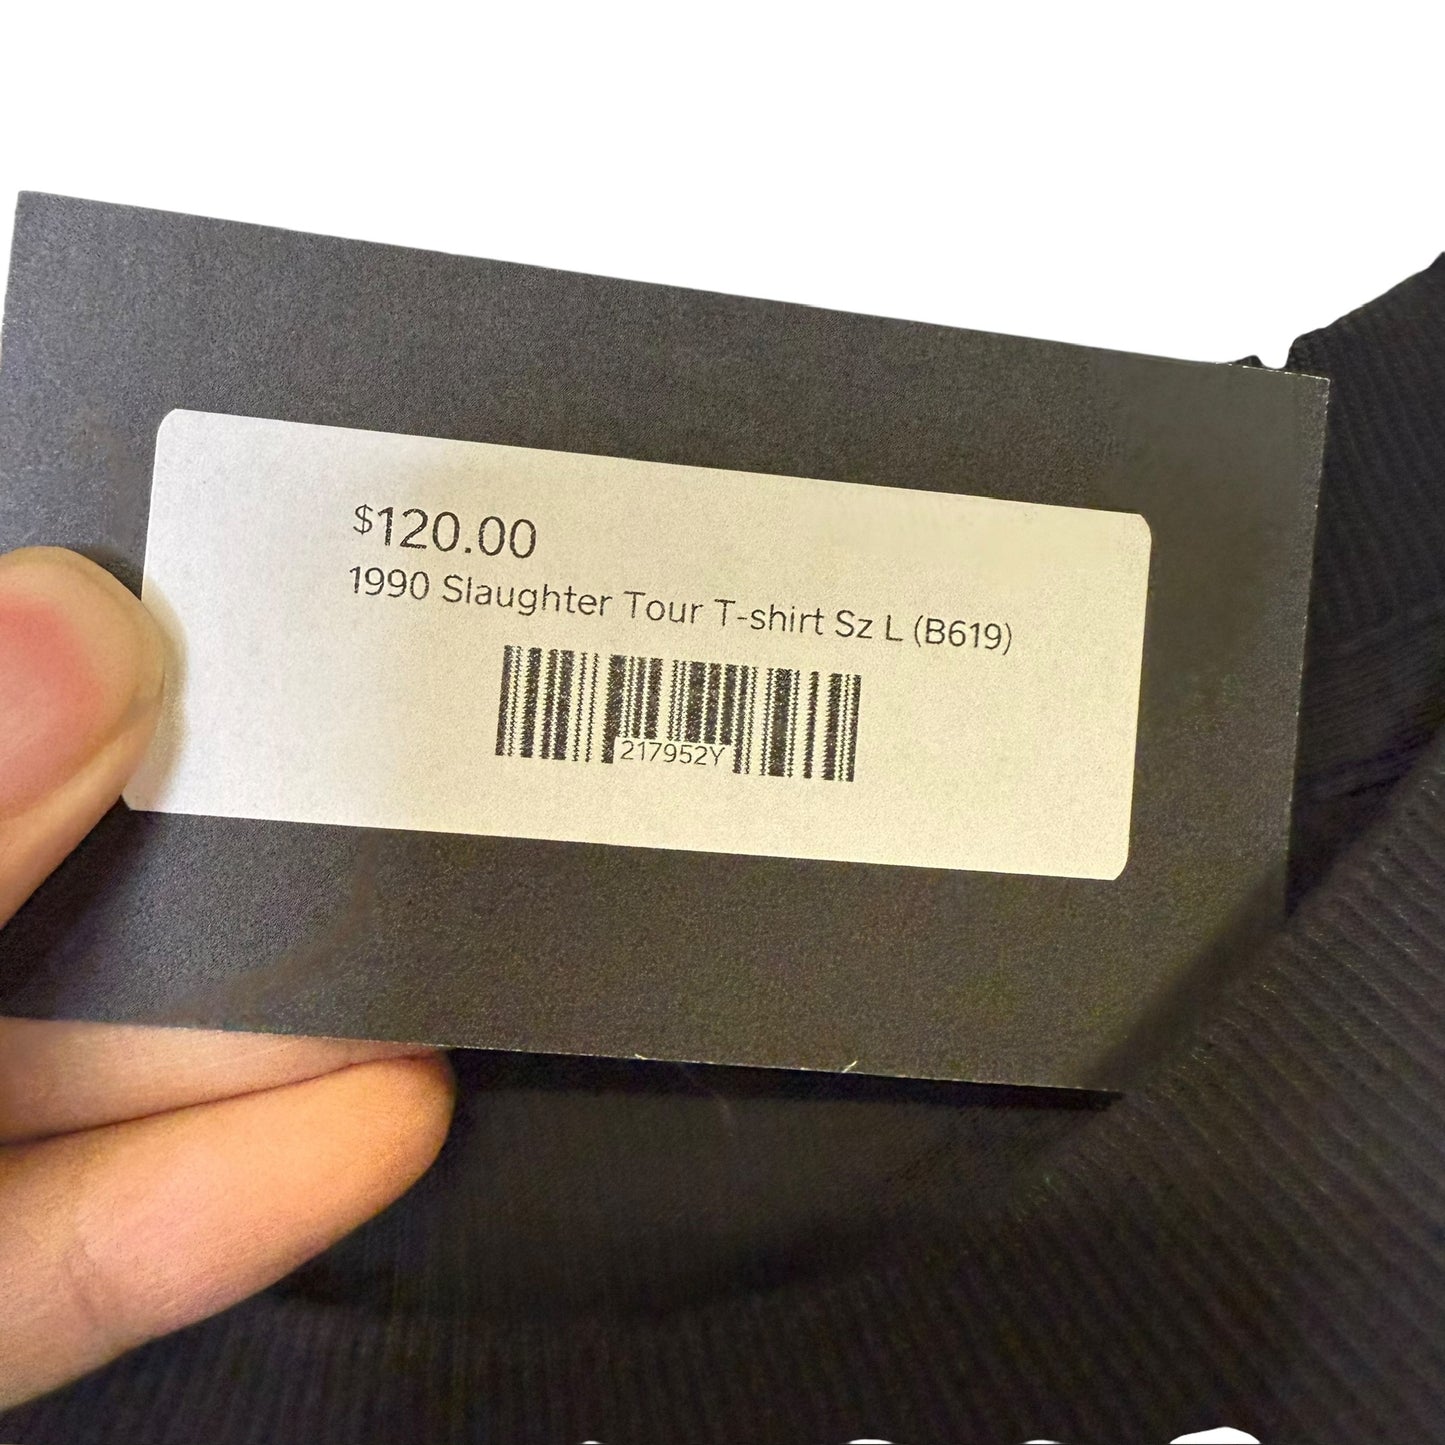 $120.00
1990 Slaughter Tour T-shirt Sz L (B619)
217952Y